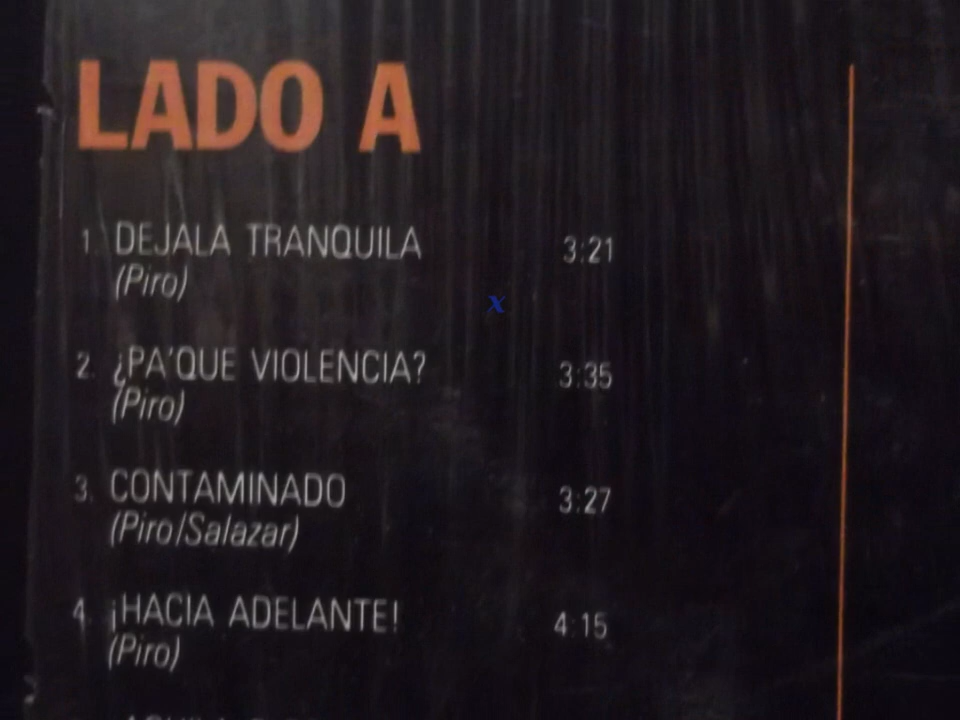 LADO A
1. DEJALA TRANQUILA 3:21
(Piro)
x
2. ¿PA'QUE VIOLENCIA? 3:35
(Piro)
3. CONTAMINADO 3:27
(Piro/Salazar)
4. ¡HACIA ADELANTE! 4:15
(Piro)